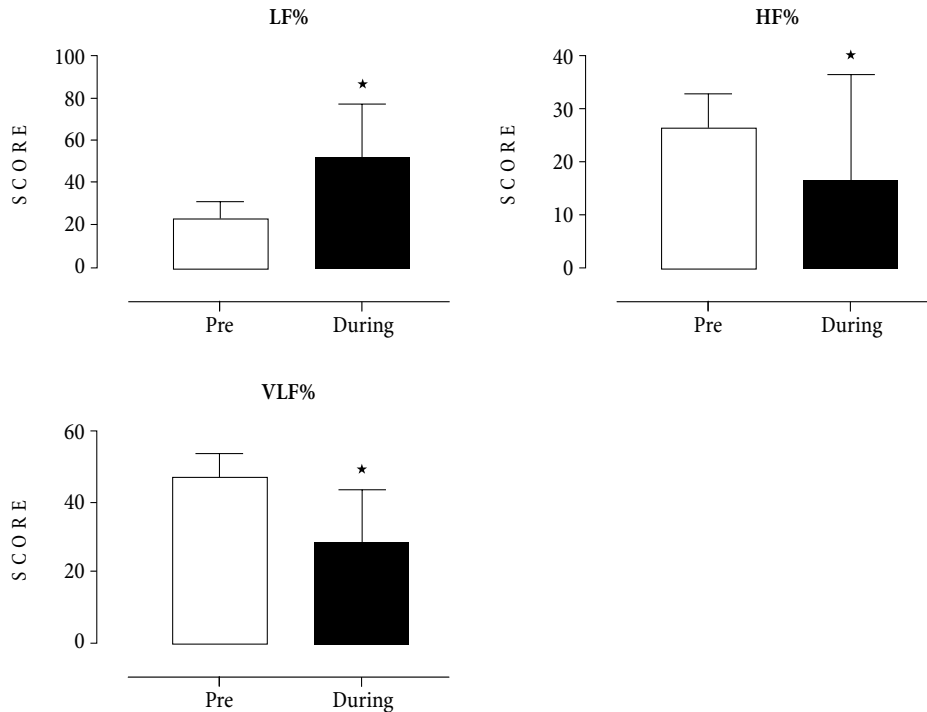 LF%
100
80
60
40
20
0
SCORE
★
Pre During
HF%
40
30
20
10
0
SCORE
★
Pre During
VLF%
60
40
20
0
SCORE
★
Pre During